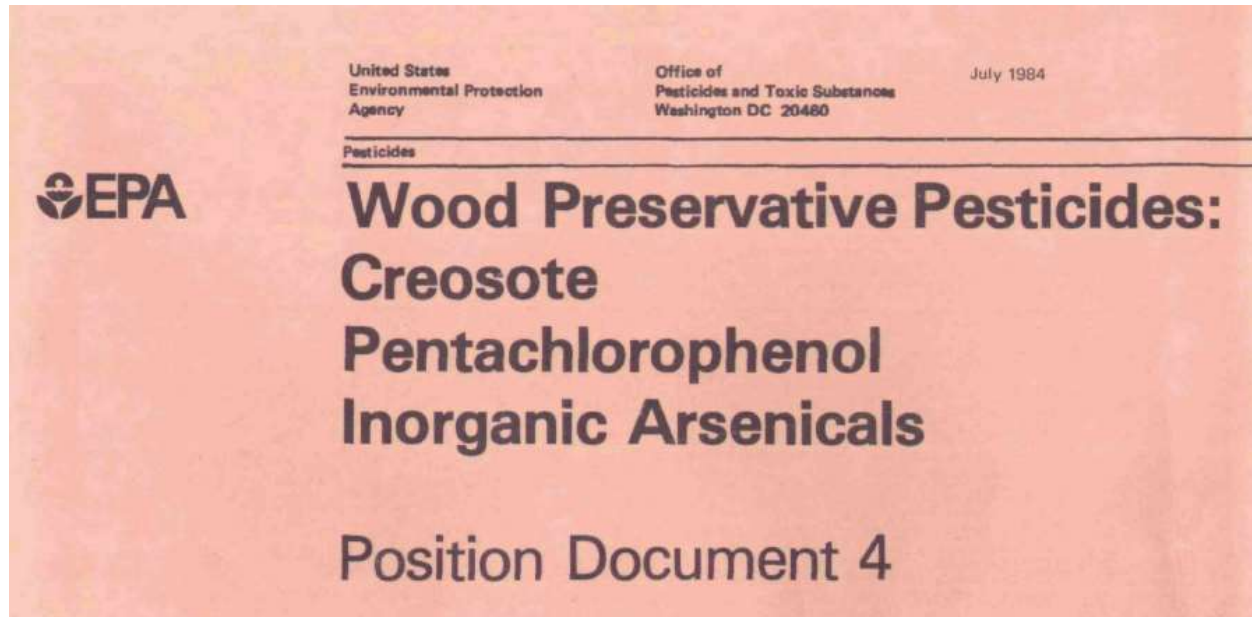 United States
Environmental Protection
Agency
Office of
Pesticides and Toxic Substances
Washington DC 20460
July 1984
Pesticides
EPA
Wood Preservative Pesticides:
Creosote
Pentachlorophenol
Inorganic Arsenicals
Position Document 4